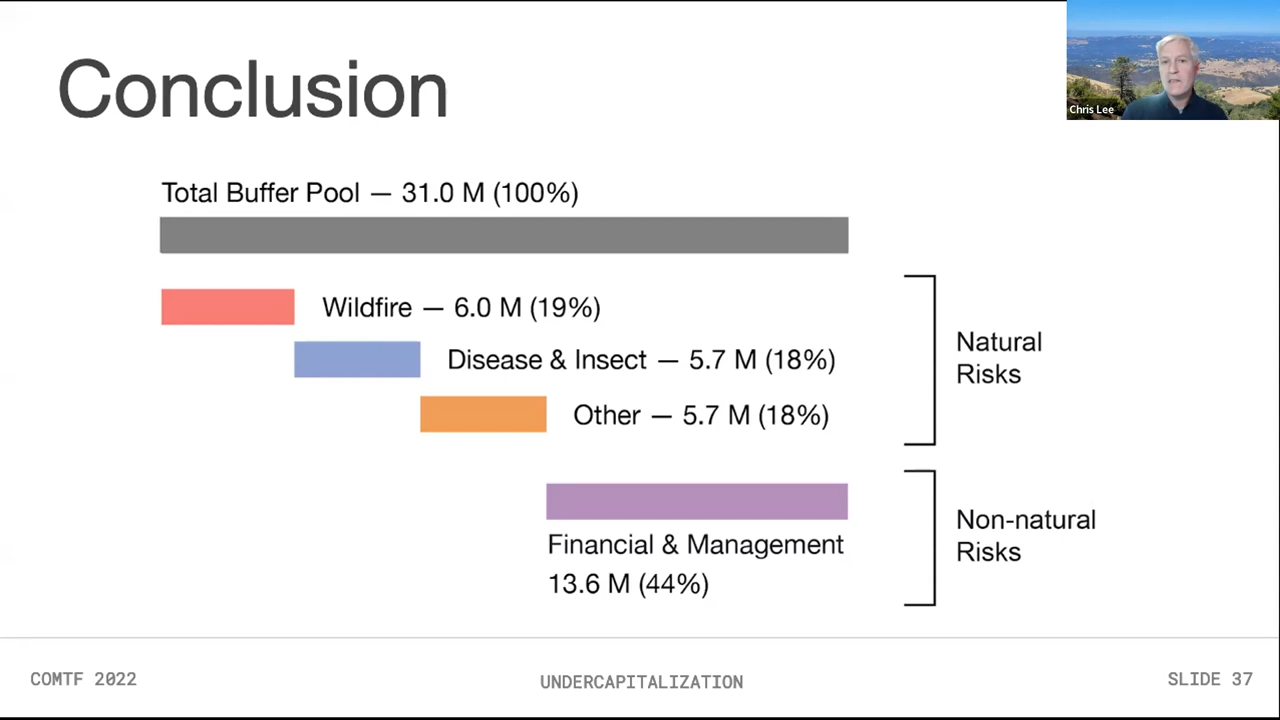 Conclusion
Chris Lee
Total Buffer Pool — 31.0 M (100%)
Wildfire — 6.0 M (19%)
Disease & Insect — 5.7 M (18%)
Other — 5.7 M (18%)
Natural
Risks
Financial & Management
13.6 M (44%)
Non-natural
Risks
COMTF 2022
UNDERCAPITALIZATION
SLIDE 37